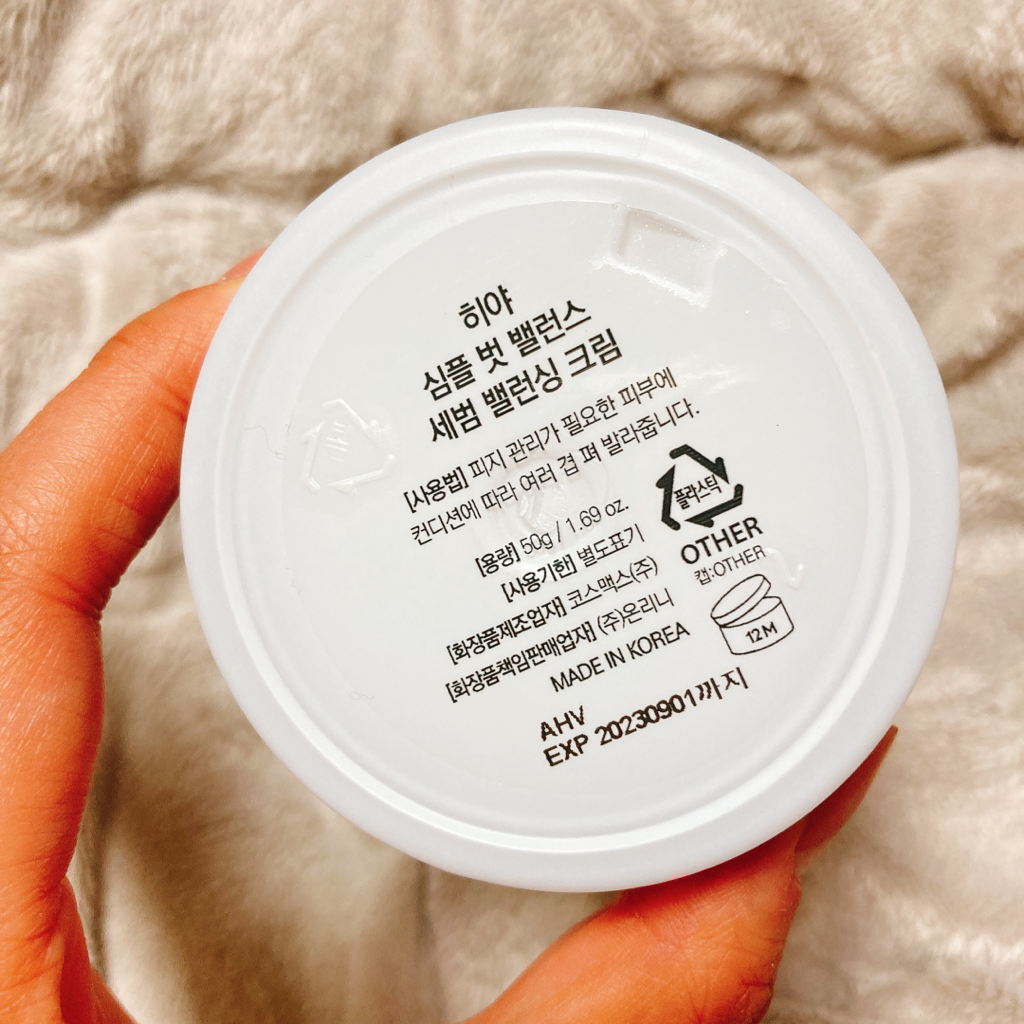 히야
심플 벗 밸런스
세범 밸런싱 크림
[사용법] 피지 관리가 필요한 피부에
컨디션에 따라 여러 겹 펴 발라줍니다.
[용량] 50g / 1.69 oz.
[사용기한] 별도표기
[화장품제조업자] 코스맥스(주)
[화장품책임판매업자] (주)온리니
MADE IN KOREA
플라스틱
OTHER
캡:OTHER
12M
AHV
EXP 20230901까지